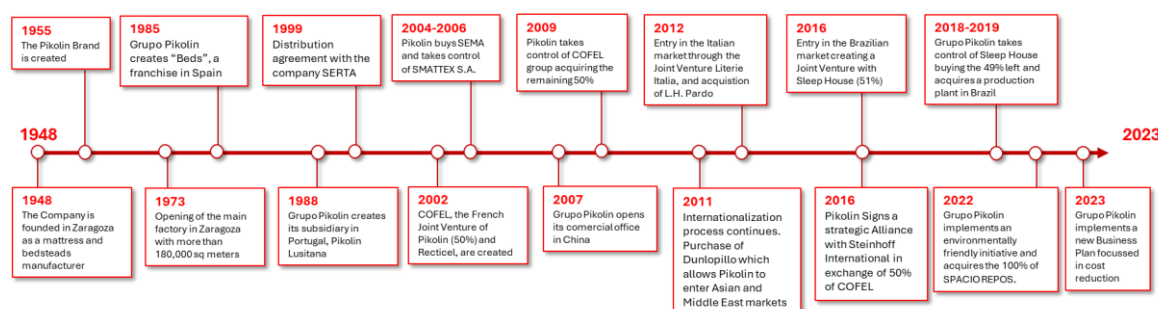 1955
The Pikolin Brand
is created
1985
Grupo Pikolin
creates "Beds", a
franchise in Spain
1999
Distribution
agreement with the
company SERTA
2004-2006
Pikolin buys SEMA
and takes control
of SMATTEX S.A.
2009
Pikolin takes
control of COFEL
group acquiring the
remaining 50%
2012
Entry in the Italian
market through the
Joint Venture Literie
Italia, and acquistion
of L.H. Pardo
2016
Entry in the Brazilian
market creating a
Joint Venture with
Sleep House (51%)
2018-2019
Grupo Pikolin takes
control of Sleep House
buying the 49% left and
acquires a production
plant in Brazil
1948
2023
1948
The Company is
founded in Zaragoza
as a mattress and
bedsteads
manufacturer
1973
Opening of the main
factory in Zaragoza
with more than
180,000 sq meters
1988
Grupo Pikolin creates
its subsidiary in
Portugal, Pikolin
Lusitana
2002
COFEL, the French
Joint Venture of
Pikolin (50%) and
Recticel, are created
2007
Grupo Pikolin opens
its comercial office
in China
2011
Internationalization
process continues.
Purchase of
Dunlopillo which
allows Pikolin to
enter Asian and
Middle East markets
2016
Pikolin Signs a
strategic Alliance
with Steinhoff
International in
exchange of 50%
of COFEL
2022
Grupo Pikolin
implements an
environmentally
friendly initiative and
acquires the 100% of
SPACIO REPOS.
2023
Grupo Pikolin
implements a
new Business
Plan focussed
in cost
reduction